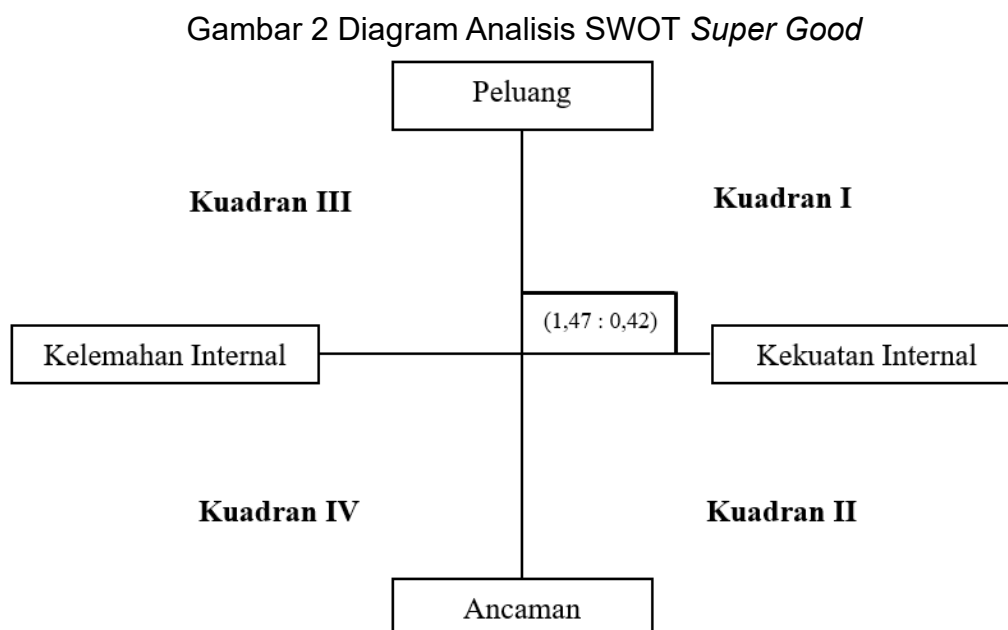 Gambar 2 Diagram Analisis SWOT Super Good
Peluang
Kuadran III
Kuadran I
(1,47 : 0,42)
Kelemahan Internal
Kekuatan Internal
Kuadran IV
Kuadran II
Ancaman